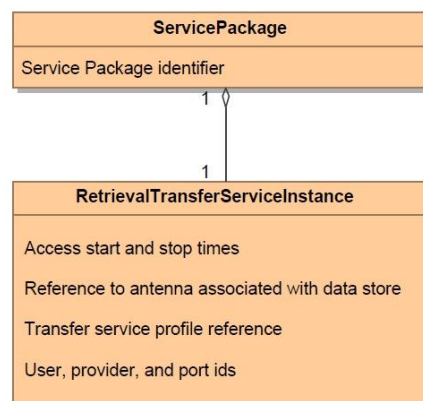 ServicePackage
Service Package identifier
1
1
RetrievalTransferServiceInstance
Access start and stop times
Reference to antenna associated with data store
Transfer service profile reference
User, provider, and port ids